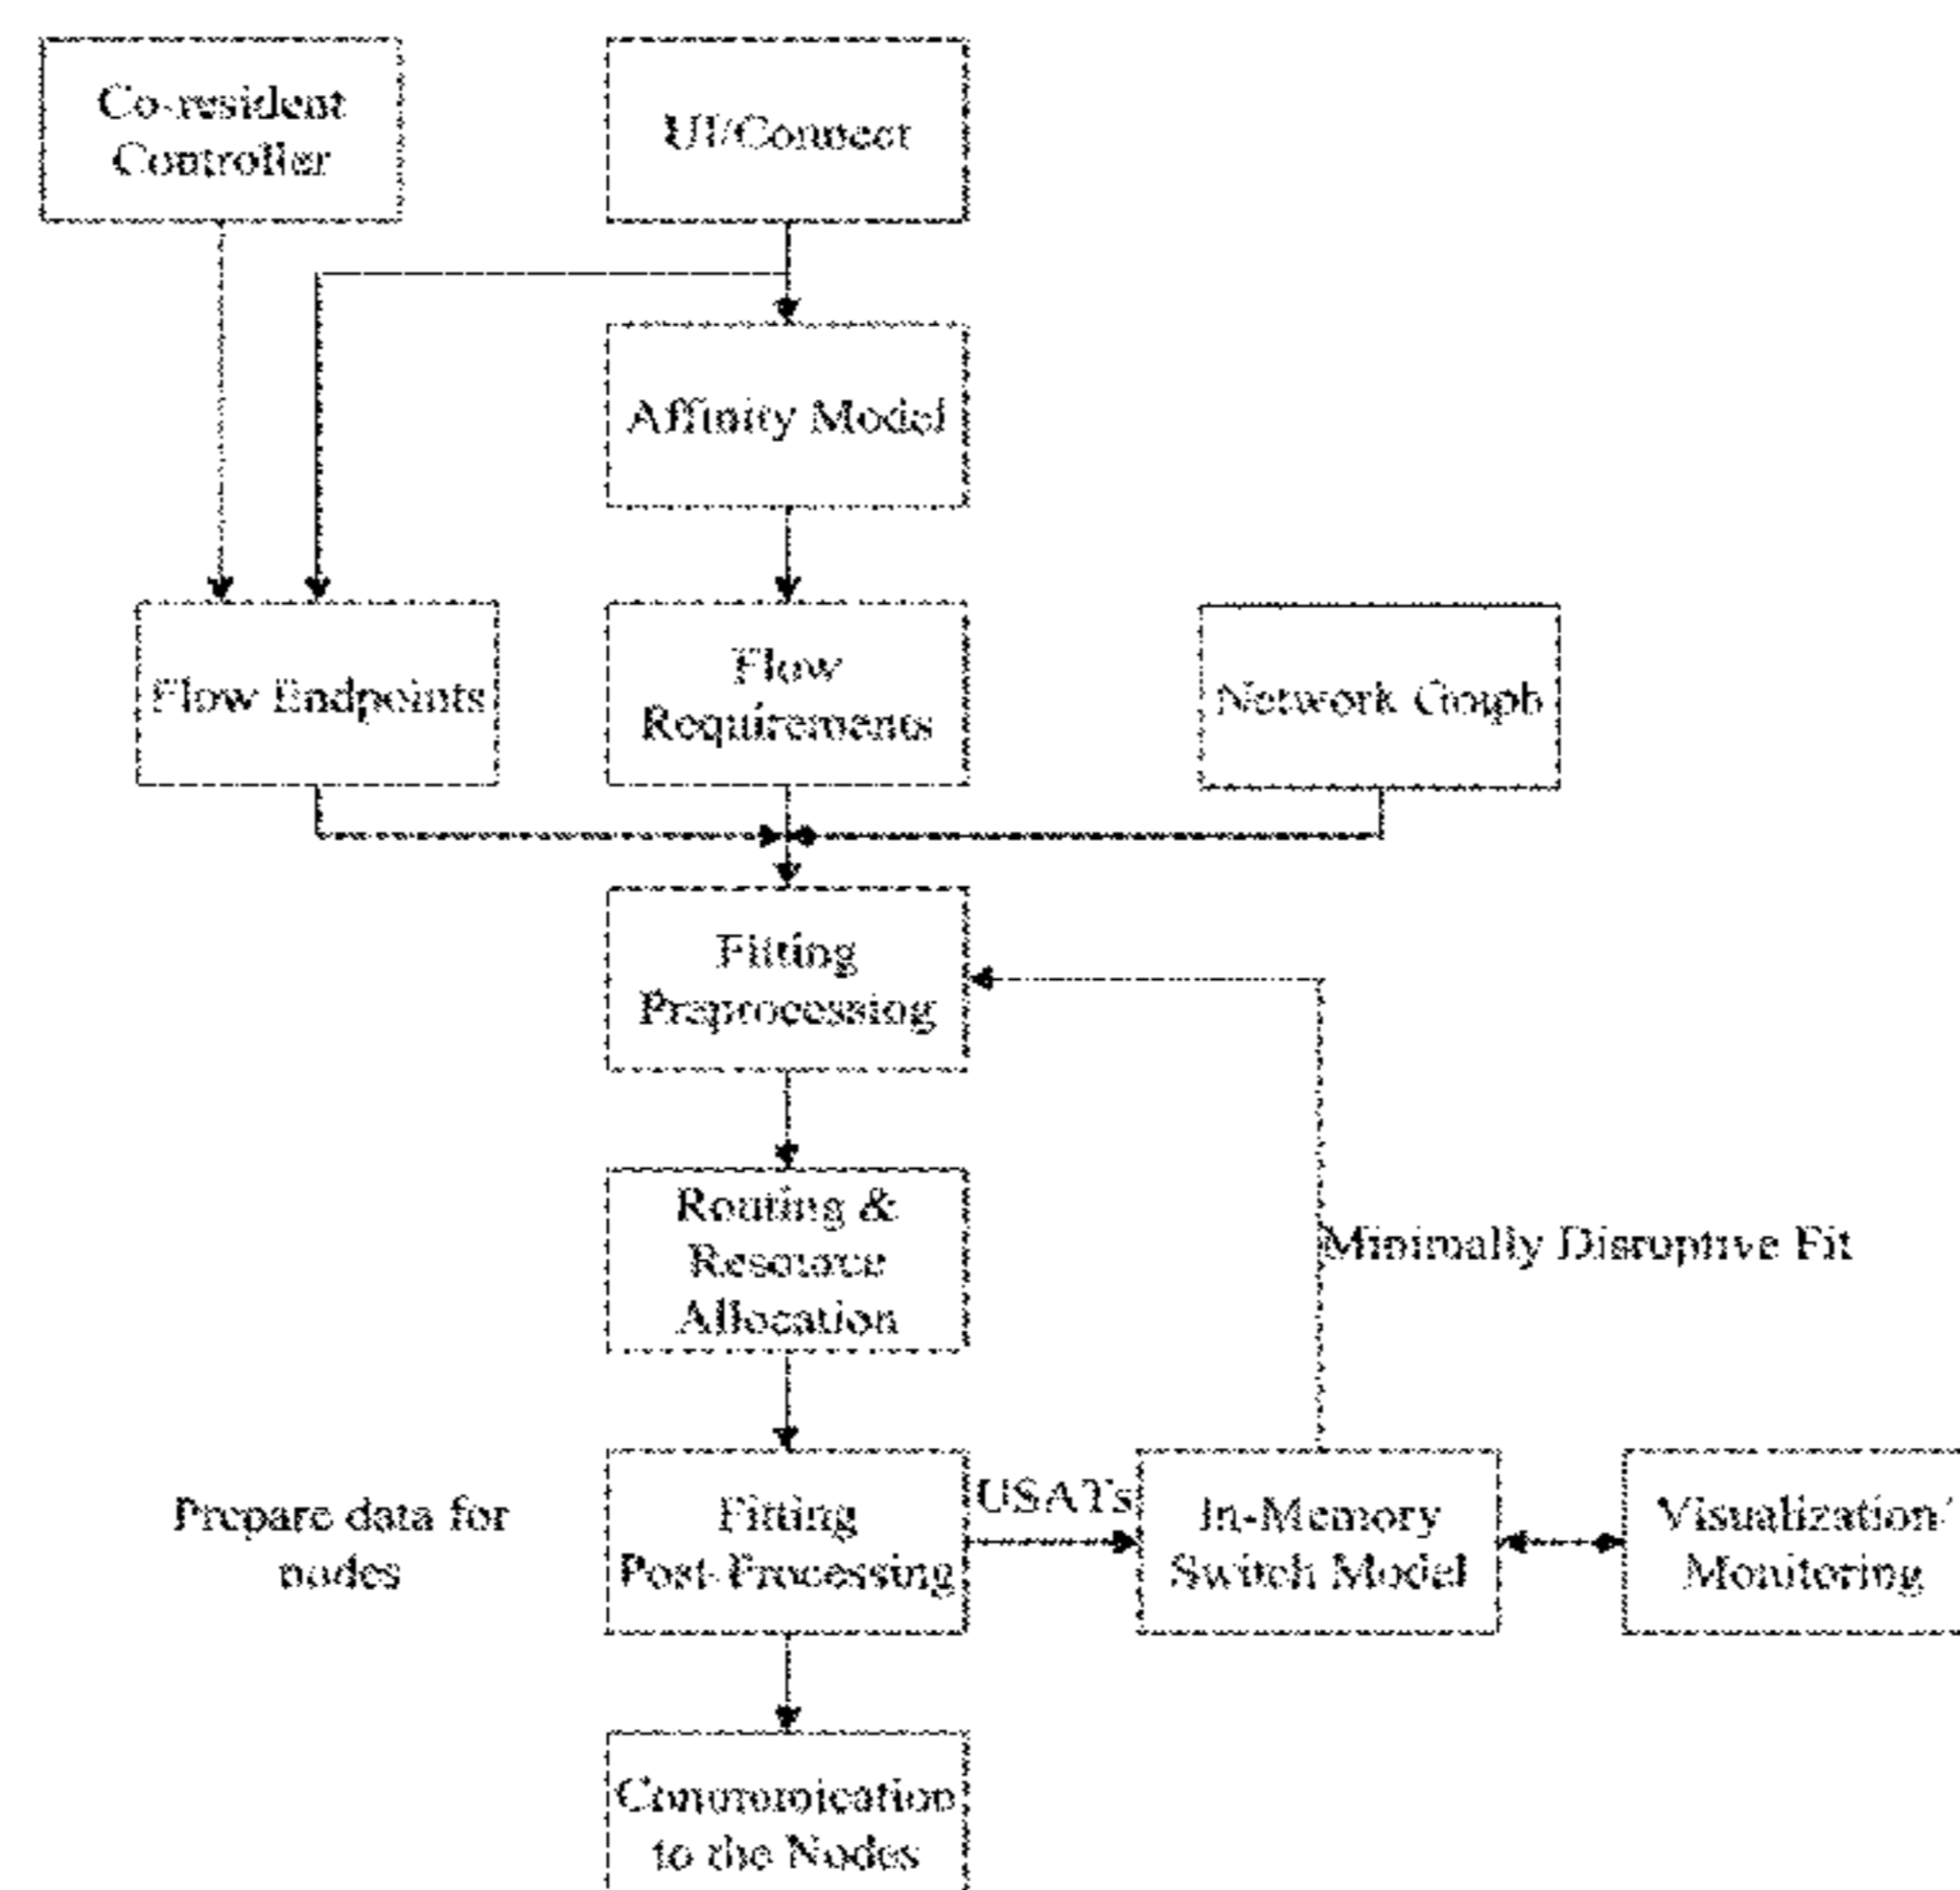 Co-resident
Controller
UI/Connect
Affinity Model
Flow Endpoints
Flow
Requirements
Network Graph
Fitting
Preprocessing
Routing &
Resource
Allocation
Minimally Disruptive Fit
Prepare data for
nodes
Fitting
Post-Processing
USATs
In-Memory
Switch Model
Visualization/
Monitoring
Communication
to the Nodes